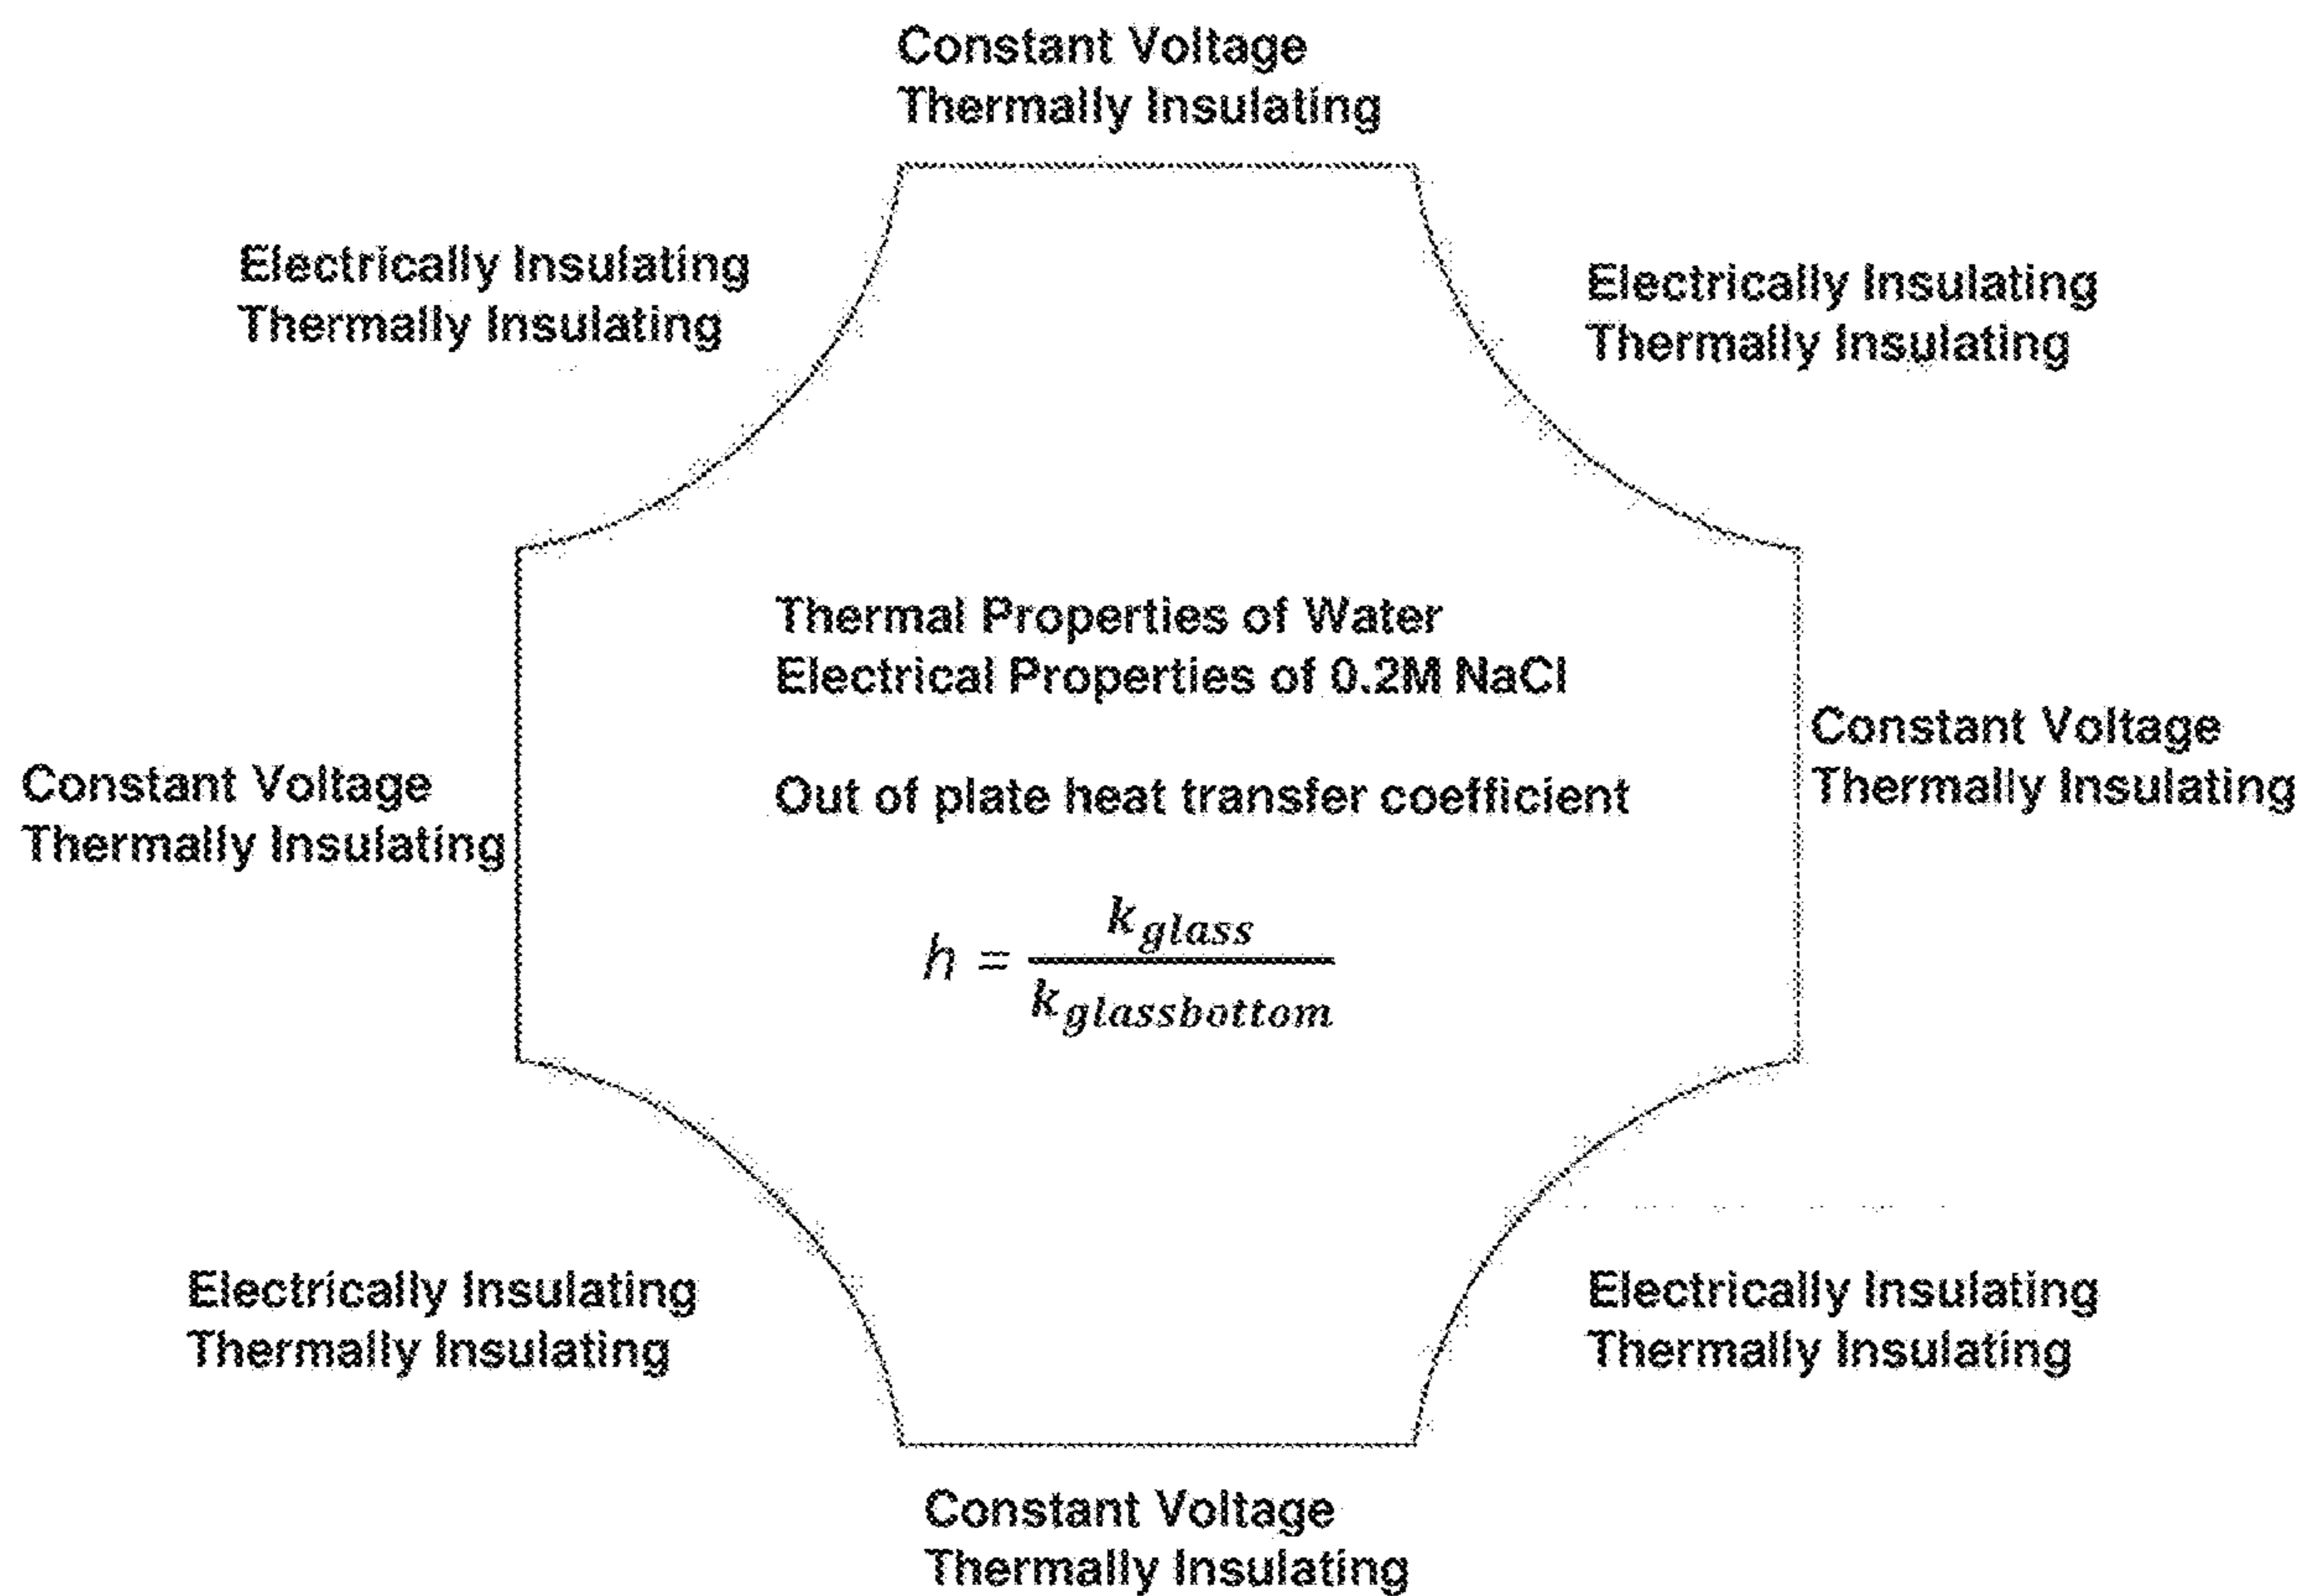 Constant Voltage
Thermally Insulating
Electrically Insulating
Thermally Insulating
Electrically Insulating
Thermally Insulating
Thermal Properties of Water
Electrical Properties of 0.2M NaCl
Out of plate heat transfer coefficient
h = k_glass / k_glassbottom
Constant Voltage
Thermally Insulating
Constant Voltage
Thermally Insulating
Electrically Insulating
Thermally Insulating
Electrically Insulating
Thermally Insulating
Constant Voltage
Thermally Insulating